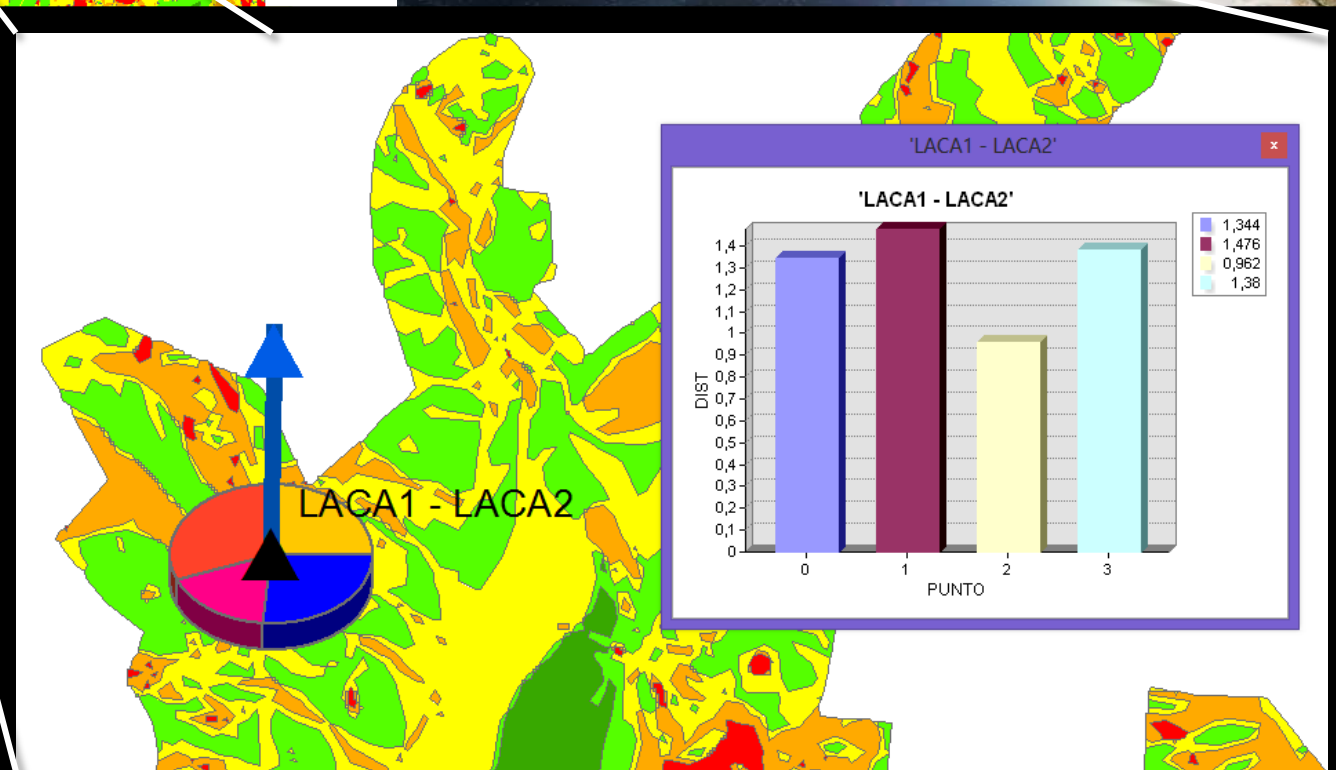 LACA1 - LACA2
'LACA1 - LACA2'
x
'LACA1 - LACA2'
1,344
1,476
0,962
1,38
DIST
1,4
1,3
1,2
1,1
1
0,9
0,8
0,7
0,6
0,5
0,4
0,3
0,2
0,1
0
0 1 2 3
PUNTO